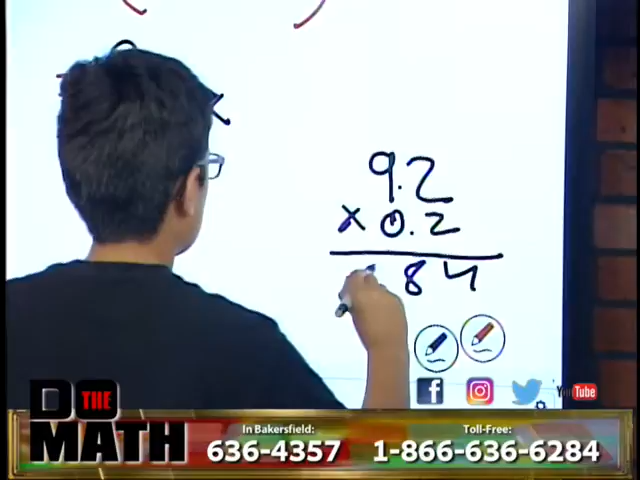 9.2
× 0.2
84
DO THE MATH
In Bakersfield:
636-4357
Toll-Free:
1-866-636-6284
YouTube